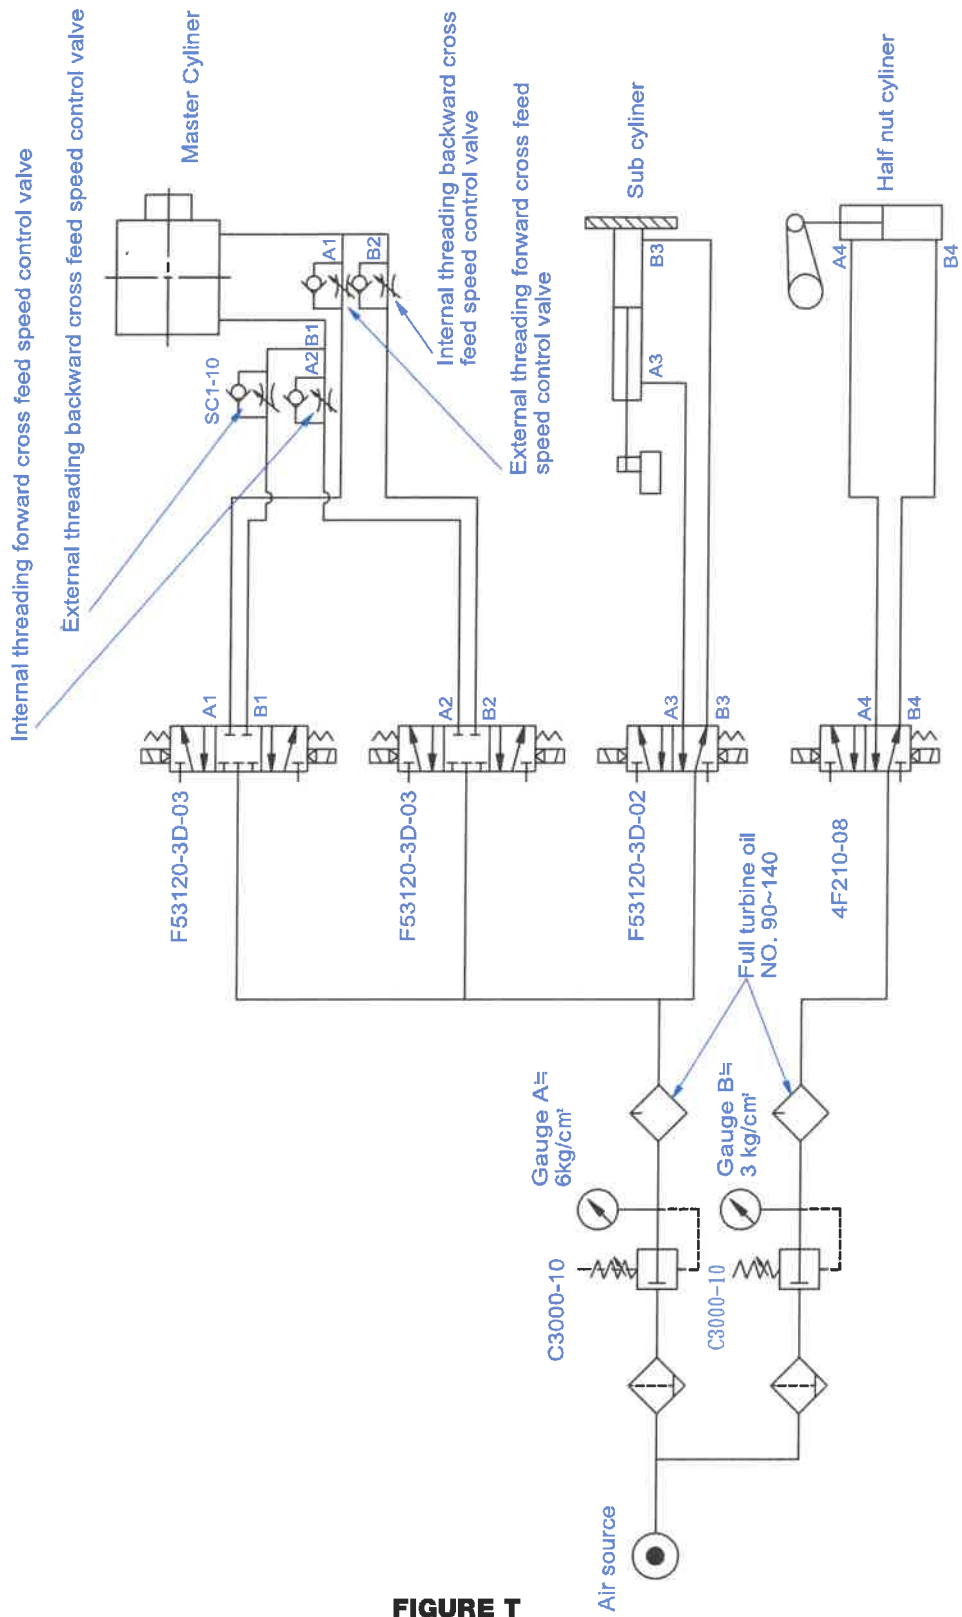 Internal threading forward cross feed speed control valve
External threading backward cross feed speed control valve
Master Cyliner
SC1-10
A2
B1
A1
B2
Internal threading backward cross
feed speed control valve
External threading forward cross feed
speed control valve
Sub cyliner
A3
B3
Half nut cyliner
A4
B4
A1
B1
A2
B2
A3
B3
A4
B4
F53120-3D-03
F53120-3D-03
F53120-3D-02
4F210-08
Full turbine oil
NO. 90~140
Gauge A≒
6kg/cm²
Gauge B≒
3 kg/cm²
C3000-10
C3000-10
Air source
FIGURE T